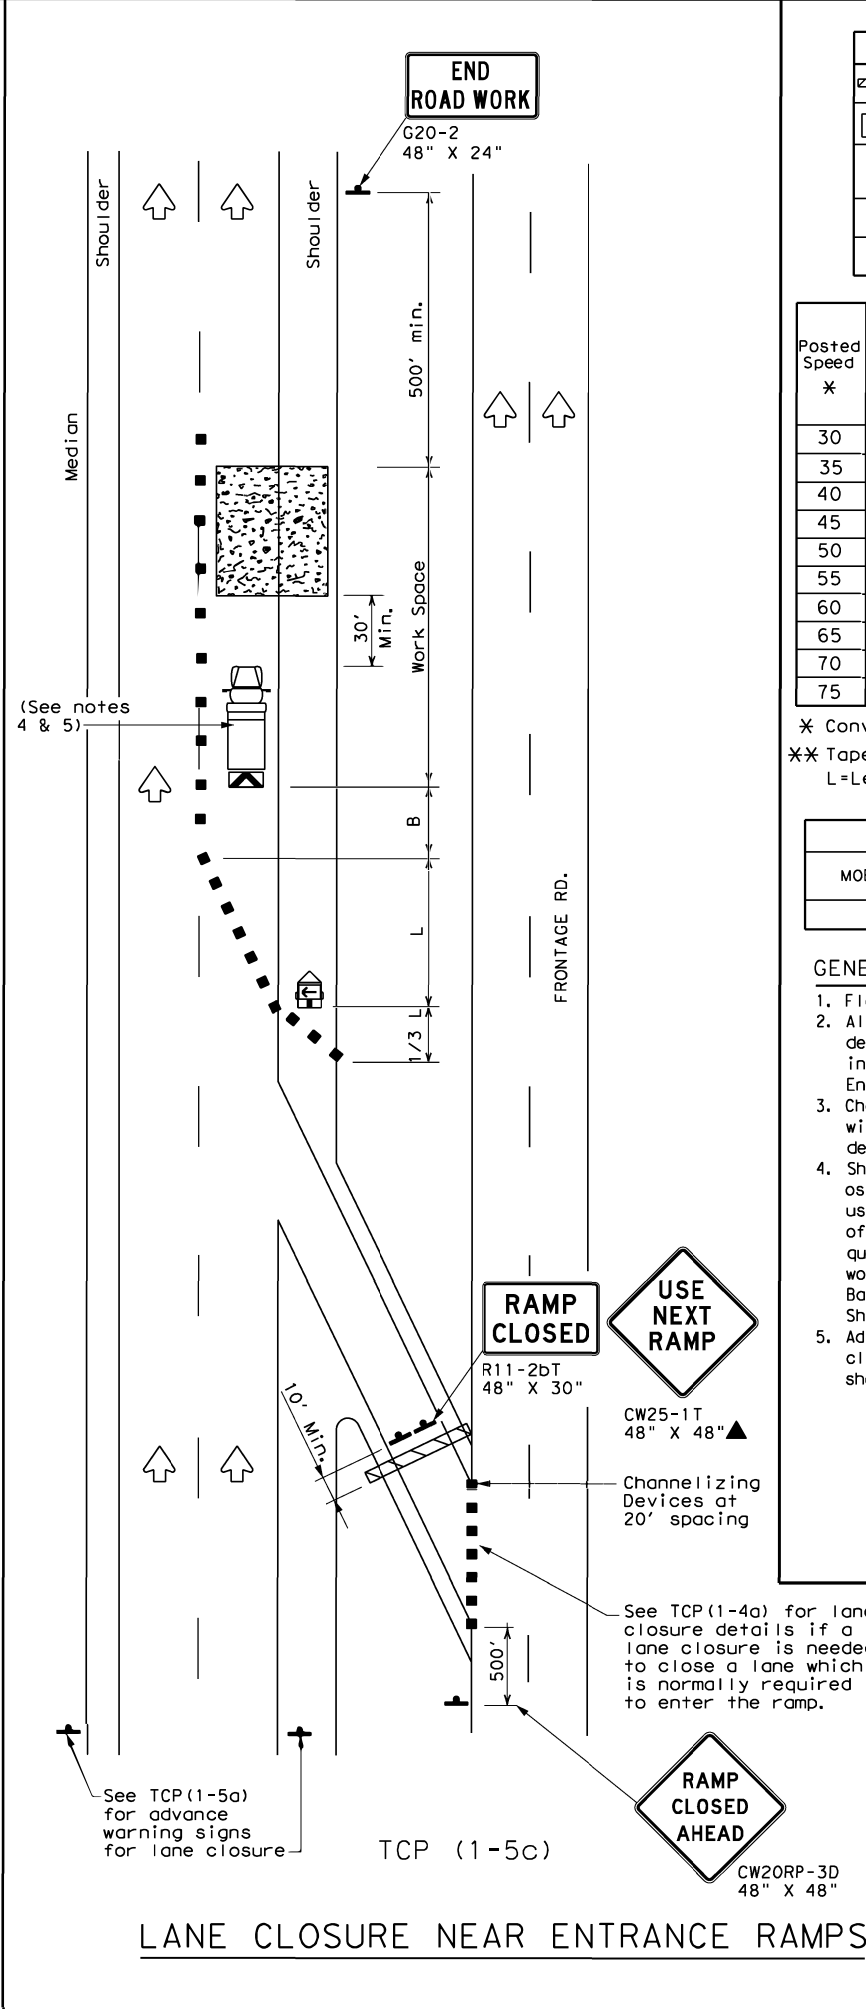 END
ROAD WORK
G20-2
48" X 24"
Shoulder
Shoulder
500' min.
Median
Work Space
30'
Min.
(See notes
4 & 5)
B
L
1/3 L
FRONTAGE RD.
RAMP
CLOSED
R11-2bT
48" X 30"
USE
NEXT
RAMP
CW25-1T
48" X 48"
10' Min.
Channelizing
Devices at
20' spacing
See TCP(1-4a) for
closure details if a
lane closure is
to close a lane which
is normally required
to enter the ramp.
500'
RAMP
CLOSED
AHEAD
CW20RP-3D
48" X 48"
See TCP(1-5a)
for advance
warning signs
for lane closure
TCP (1-5c)
LANE CLOSURE NEAR ENTRANCE RAMPS
Posted
Speed
*
30
35
40
45
50
55
60
65
70
75
*
**
L=
1.
2.
3.
4.
5.